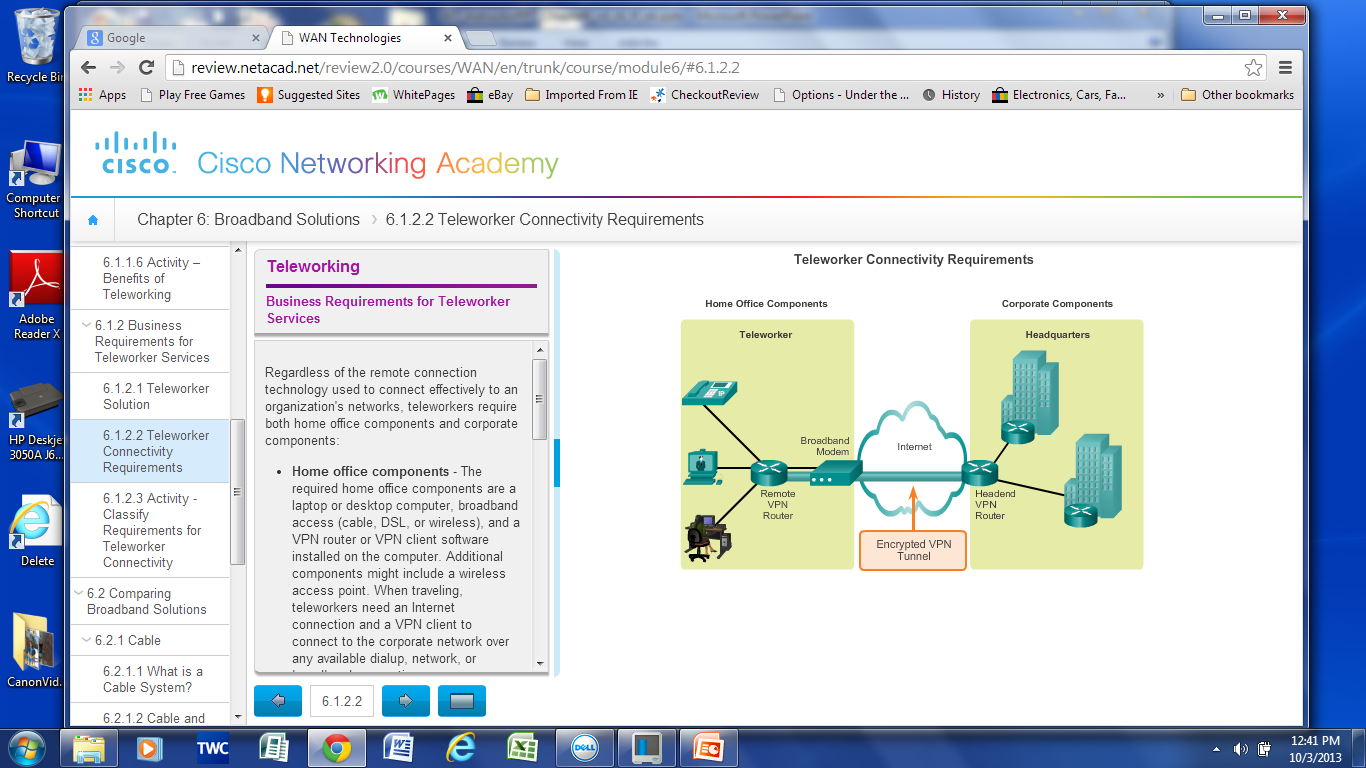 Recycle Bin
Computer - Shortcut
Adobe Reader X
HP Deskjet 3050A J6...
Delete
CanonVid...
Google
WAN Technologies
review.netacad.net/review2.0/courses/WAN/en/trunk/course/module6/#6.1.2.2
Apps
Play Free Games
Suggested Sites
WhitePages
eBay
Imported From IE
CheckoutReview
Options - Under the ...
History
Electronics, Cars, Fa...
»
Other bookmarks
CISCO
Cisco Networking Academy
Chapter 6: Broadband Solutions
6.1.2.2 Teleworker Connectivity Requirements
6.1.1.6 Activity –
Benefits of
Teleworking
6.1.2 Business
Requirements for
Teleworker Services
6.1.2.1 Teleworker
Solution
6.1.2.2 Teleworker
Connectivity
Requirements
6.1.2.3 Activity -
Classify
Requirements for
Teleworker
Connectivity
6.2 Comparing
Broadband Solutions
6.2.1 Cable
6.2.1.1 What is a
Cable System?
6.2.1.2 Cable and
Teleworking
Business Requirements for Teleworker
Services
Regardless of the remote connection
technology used to connect effectively to an
organization's networks, teleworkers require
both home office components and corporate
components:
• Home office components - The
required home office components are a
laptop or desktop computer, broadband
access (cable, DSL, or wireless), and a
VPN router or VPN client software
installed on the computer. Additional
components might include a wireless
access point. When traveling,
teleworkers need an Internet
connection and a VPN client to
connect to the corporate network over
any available dialup, network, or
6.1.2.2
Teleworker Connectivity Requirements
Home Office Components
Corporate Components
Teleworker
Headquarters
Broadband
Modem
Internet
Remote
VPN
Router
Headend
VPN
Router
Encrypted VPN
Tunnel
TWC
DELL
12:41 PM
10/3/2013